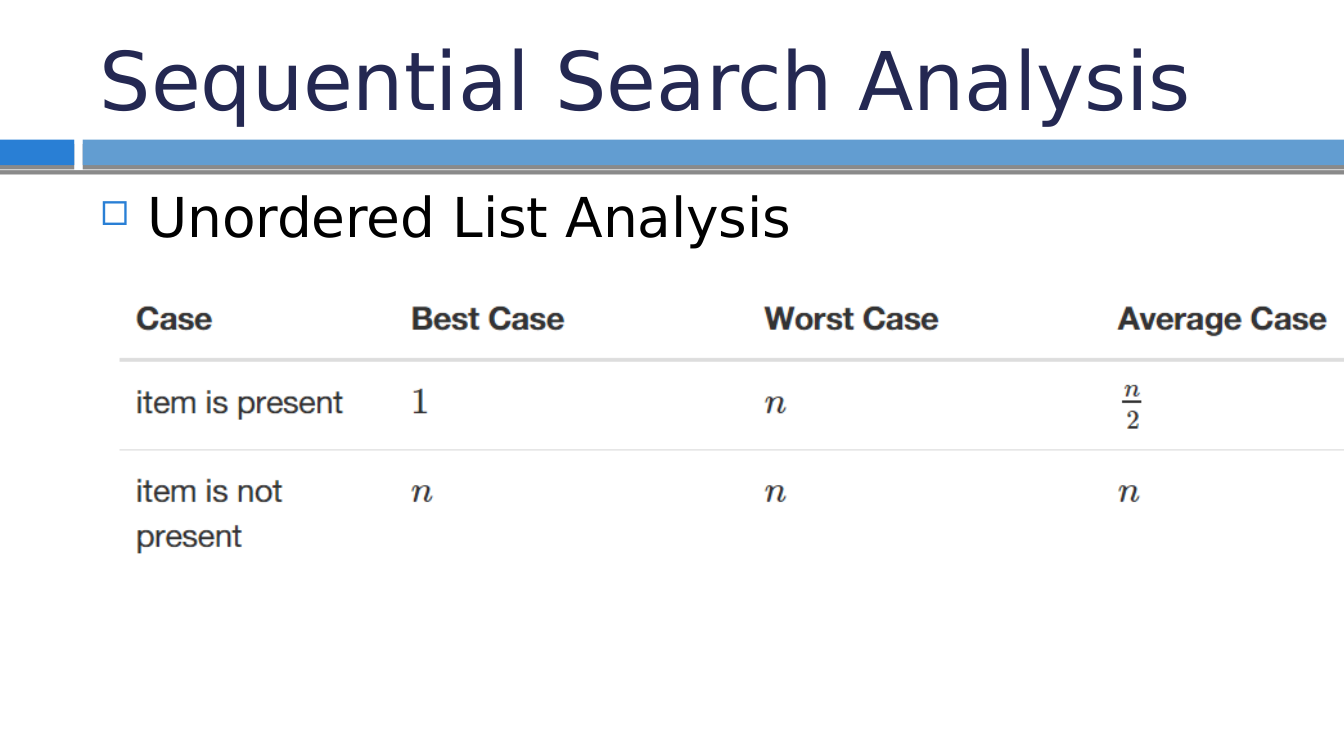 Sequential Search Analysis
Unordered List Analysis
Case Best Case Worst Case Average Case
item is present 1 n n/2
item is not n n n
present